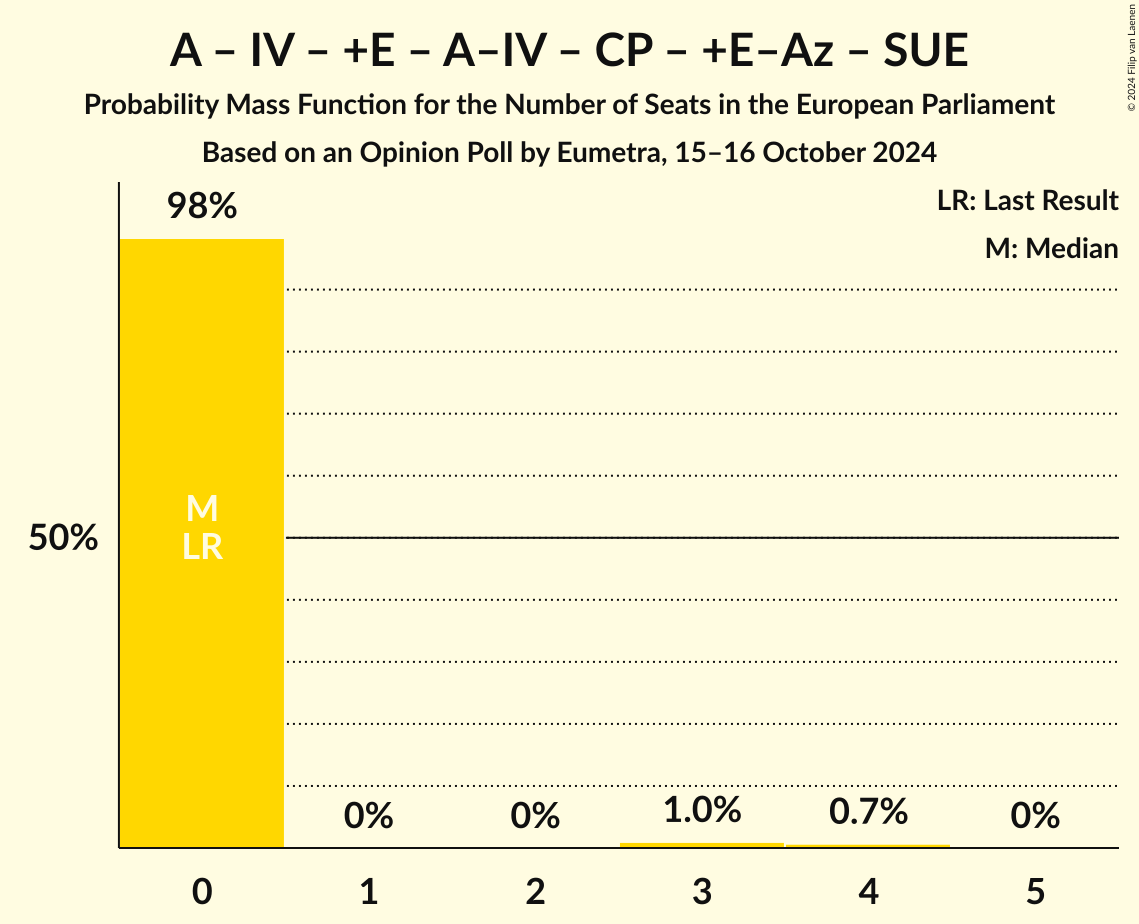 A – IV – +E – A–IV – CP – +E–Az – SUE
Probability Mass Function for the Number of Seats in the European Parliament
Based on an Opinion Poll by Eumetra, 15–16 October 2024
© 2024 Filip van Laenen
LR: Last Result
M: Median
98%
M
LR
50%
0%
0%
1.0%
0.7%
0%
0
1
2
3
4
5